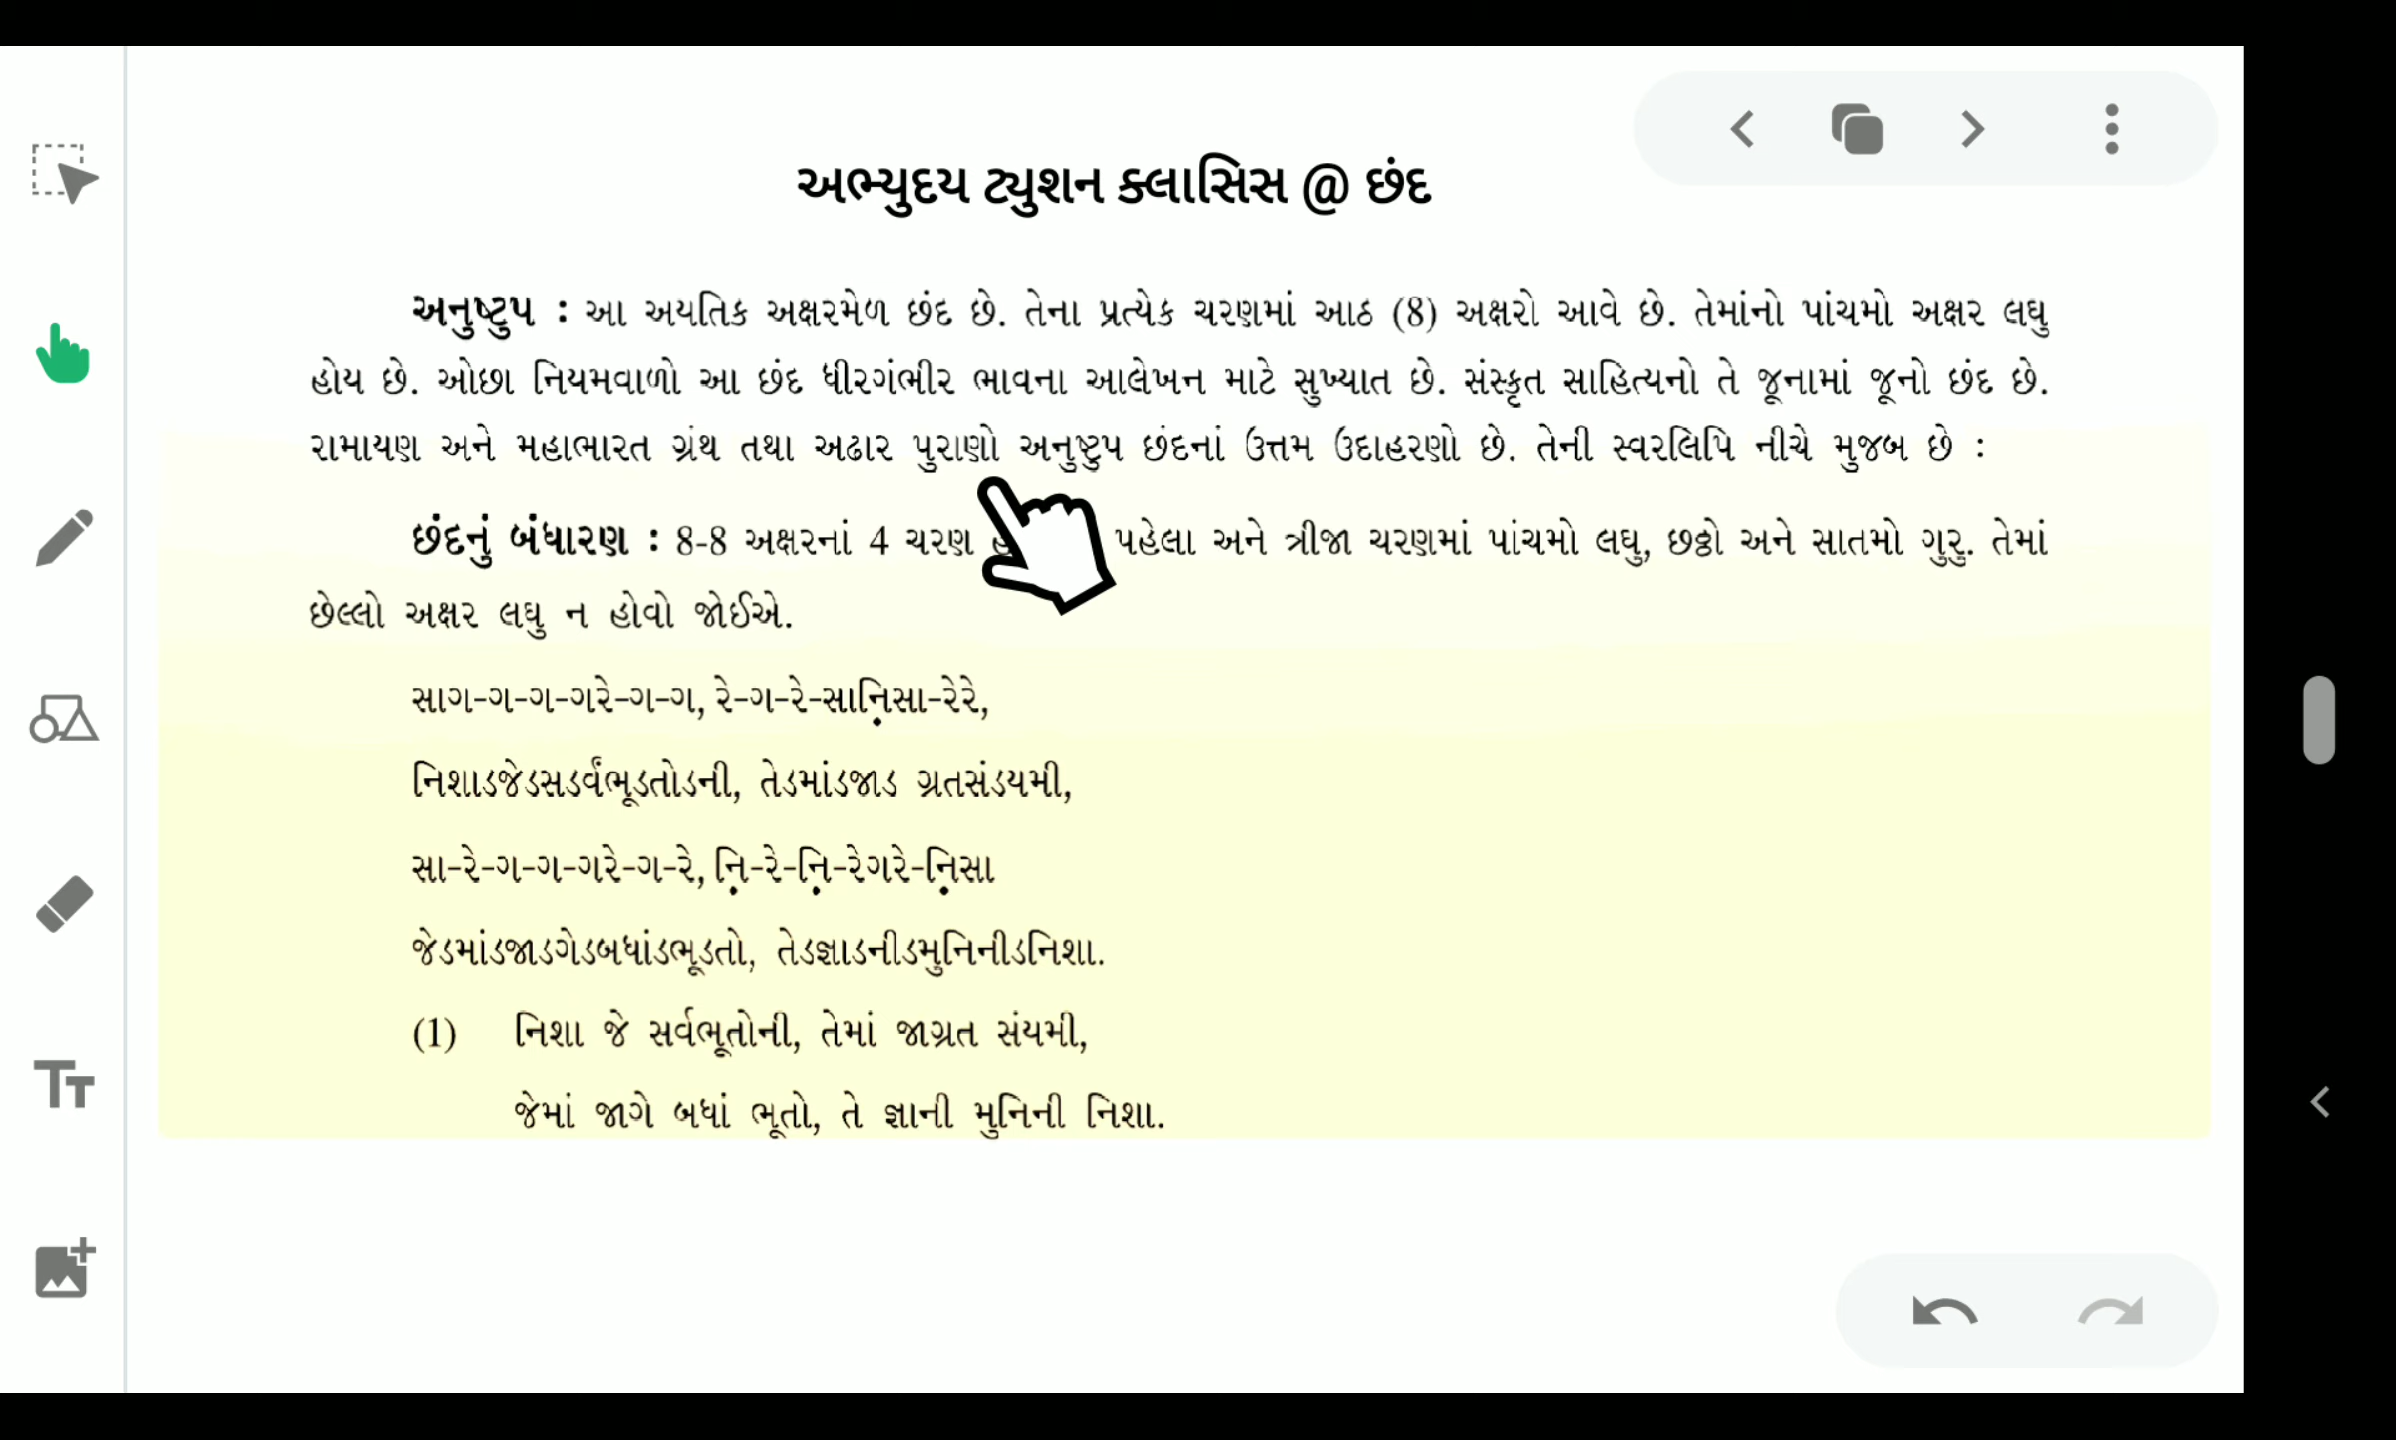 અભ્યુદય ટ્યુશન ક્લાસિસ @ છંદ
અનુષ્ટુપ : આ અયતિક અક્ષરમેળ છંદ છે. તેના પ્રત્યેક ચરણમાં આઠ (8) અક્ષરો આવે છે. તેમાંનો પાંચમો અક્ષર લઘુ
હોય છે. ઓછા નિયમવાળો આ છંદ ધીરગંભીર ભાવના આલેખન માટે સુખ્યાત છે. સંસ્કૃત સાહિત્યનો તે જૂનામાં જૂનો છંદ છે.
રામાયણ અને મહાભારત ગ્રંથ તથા અઢાર પુરાણો અનુષ્ટુપ છંદનાં ઉત્તમ ઉદાહરણો છે. તેની સ્વરલિપિ નીચે મુજબ છે :
છંદનું બંધારણ : 8-8 અક્ષરનાં 4 ચરણ પહેલા અને ત્રીજા ચરણમાં પાંચમો લઘુ, છઠ્ઠો અને સાતમો ગુરુ. તેમાં
છેલ્લો અક્ષર લઘુ ન હોવો જોઈએ.
સાગ-ગ-ગ-ગરે-ગ-ગ, રે-ગ-રે-સાનિ̣સા-રેરે,
નિશાડજેડસડર્વંભૂડતોડની, તેડમાંડજાડ ગ્રતસંડયમી,
સા-રે-ગ-ગ-ગરે-ગ-રે, નિ̣-રે-નિ̣-રેગરે-નિ̣સા
જેડમાંડજાડગેડબધાંડભૂડતો, તેડજ્ઞાડનીડમુનિનીડનિશા.
(1) નિશા જે સર્વભૂતોની, તેમાં જાગ્રત સંયમી,
જેમાં જાગે બધાં ભૂતો, તે જ્ઞાની મુનિની નિશા.